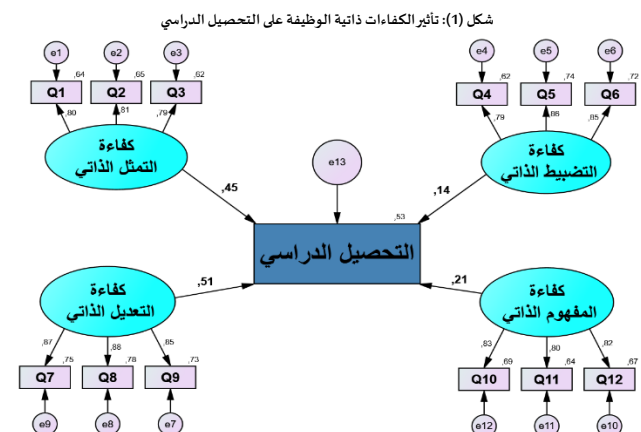 شكل (1): تأثير الكفاءات ذاتية الوظيفة على التحصيل الدراسي
e1 e2 e3
,64 ,65 ,62
Q1 Q2 Q3
,80 ,81 ,79
كفاءة
التمثل الذاتي
e4 e5 e6
,62 ,74 ,72
Q4 Q5 Q6
,79 ,86 ,85
كفاءة
التضبيط الذاتي
e13
,45
,14
,53
التحصيل الدراسي
,51
,21
كفاءة
التعديل الذاتي
,87 ,88 ,85
,75 ,78 ,73
Q7 Q8 Q9
e9 e8 e7
كفاءة
المفهوم الذاتي
,83 ,80 ,82
,69 ,64 ,67
Q10 Q11 Q12
e12 e11 e10